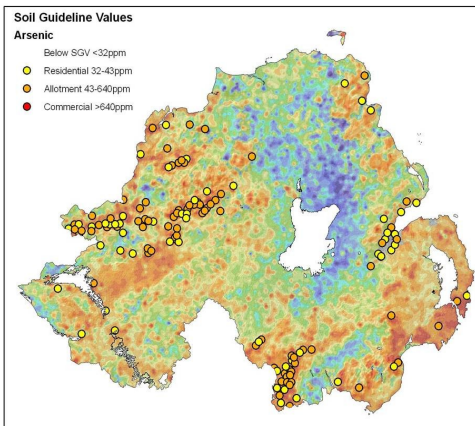 Soil Guideline Values
Arsenic
Below SGV <32ppm
Residential 32-43ppm
Allotment 43-640ppm
Commercial >640ppm